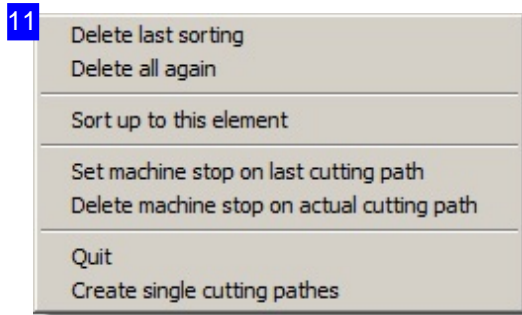 11
Delete last sorting
Delete all again
Sort up to this element
Set machine stop on last cutting path
Delete machine stop on actual cutting path
Quit
Create single cutting pathes